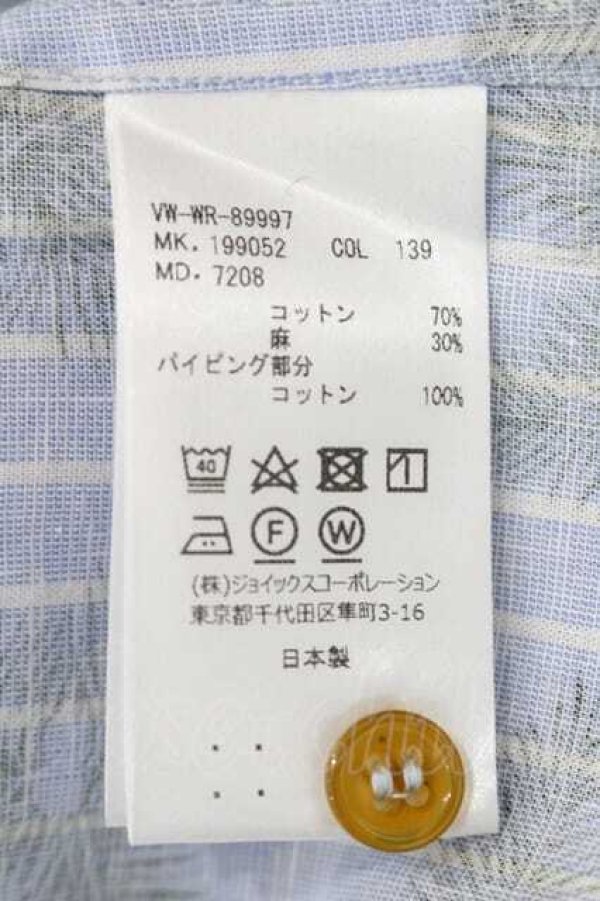 VW-WR-89997
MK. 199052 COL 139
MD. 7208
コットン 70%
麻 30%
パイピング部分
コットン 100%
40
F W
(株)ジョイックスコーポレーション
東京都千代田区隼町3-16
日本製